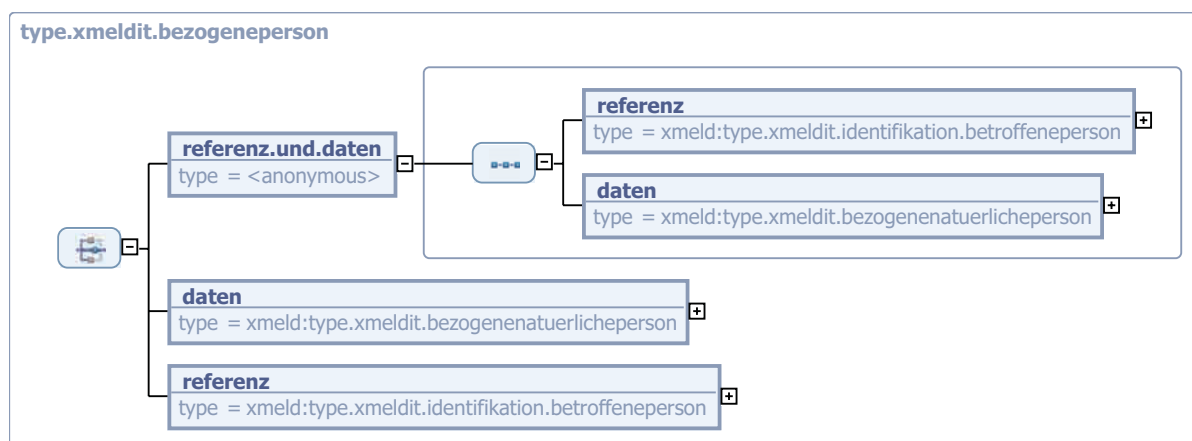 type.xmeldit.bezogeneperson
referenz.und.daten
type = <anonymous>
referenz
type = xmeld:type.xmeldit.identifikation.betroffeneperson
daten
type = xmeld:type.xmeldit.bezogenenatuerlicheperson
daten
type = xmeld:type.xmeldit.bezogenenatuerlicheperson
referenz
type = xmeld:type.xmeldit.identifikation.betroffeneperson